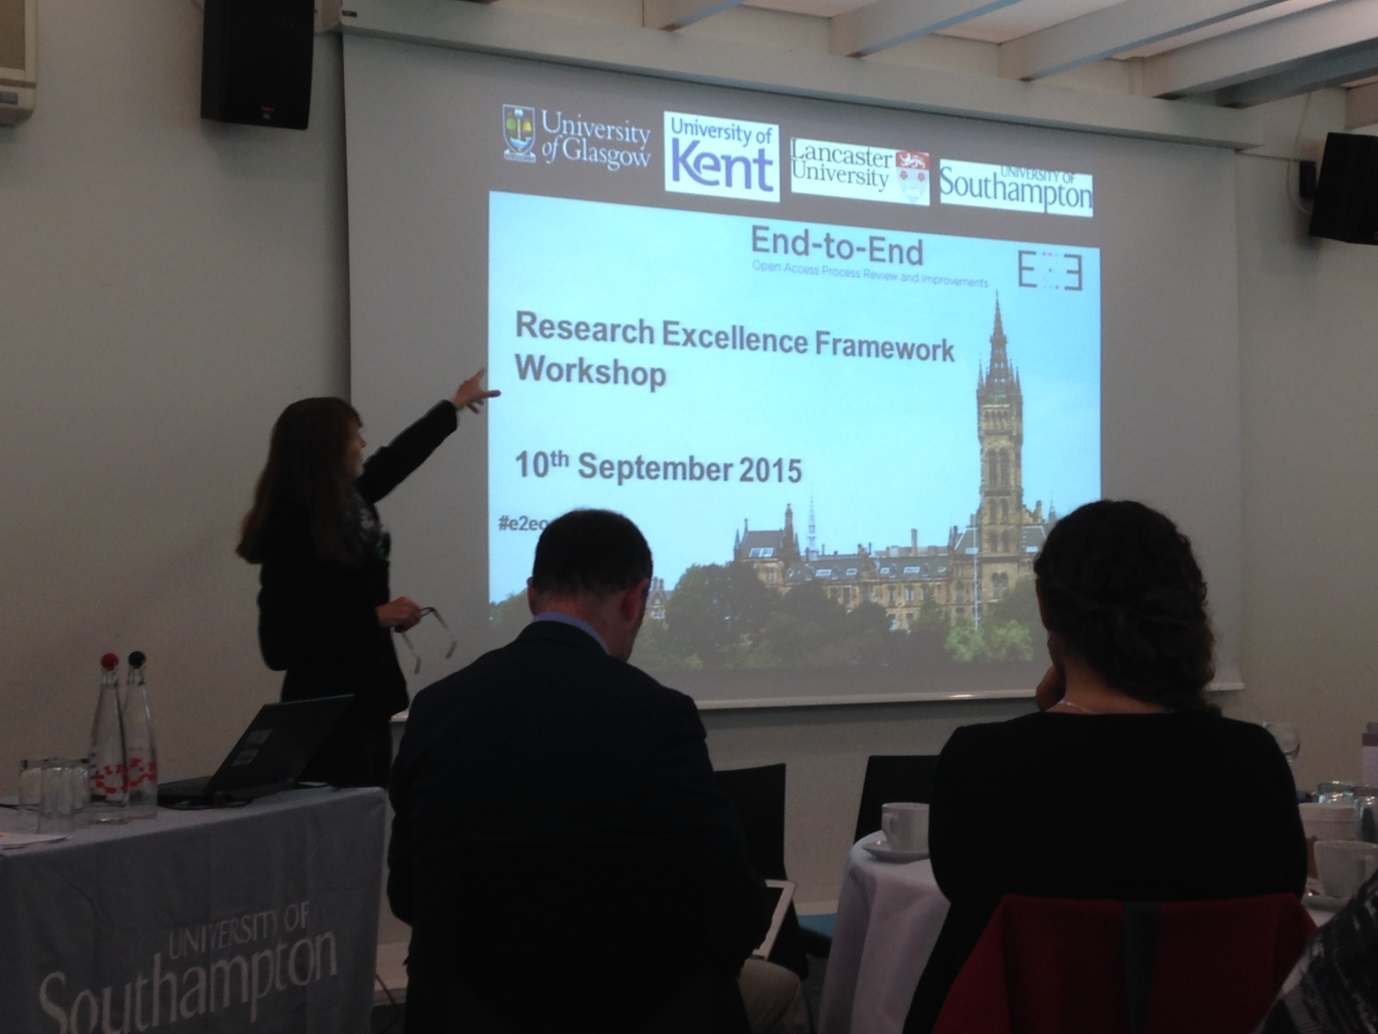 University
of Glasgow
University of
Kent
Lancaster
University
UNIVERSITY OF
Southampton
End-to-End
Open Access Process Review and Improvements
Research Excellence Framework
Workshop
10th September 2015
#e2eo
UNIVERSITY OF
Southampton